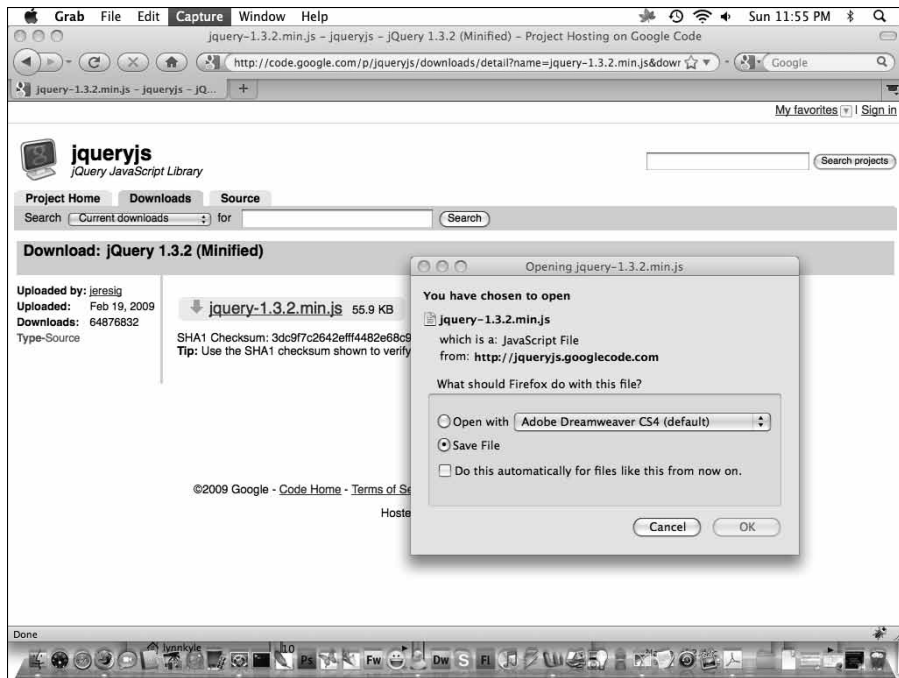 Grab File Edit Capture Window Help
Sun 11:55 PM
jquery-1.3.2.min.js – jqueryjs – jQuery 1.3.2 (Minified) – Project Hosting on Google Code
http://code.google.com/p/jqueryjs/downloads/detail?name=jquery-1.3.2.min.js&dowr
Google
jquery-1.3.2.min.js – jqueryjs – jQ...
My favorites | Sign in
jqueryjs
jQuery JavaScript Library
Search projects
Project Home Downloads Source
Search Current downloads for Search
Download: jQuery 1.3.2 (Minified)
Uploaded by: jeresig
Uploaded: Feb 19, 2009
Downloads: 64876832
Type-Source
jquery-1.3.2.min.js 55.9 KB
SHA1 Checksum: 3dc9f7c2642efff4482e68c9
Tip: Use the SHA1 checksum shown to verify
Opening jquery-1.3.2.min.js
You have chosen to open
jquery-1.3.2.min.js
which is a: JavaScript File
from: http://jqueryjs.googlecode.com
What should Firefox do with this file?
Open with Adobe Dreamweaver CS4 (default)
Save File
Do this automatically for files like this from now on.
Cancel OK
©2009 Google - Code Home - Terms of Se
Hoste
Done
lynnkyle
10
Ps Fw Dw S Fl